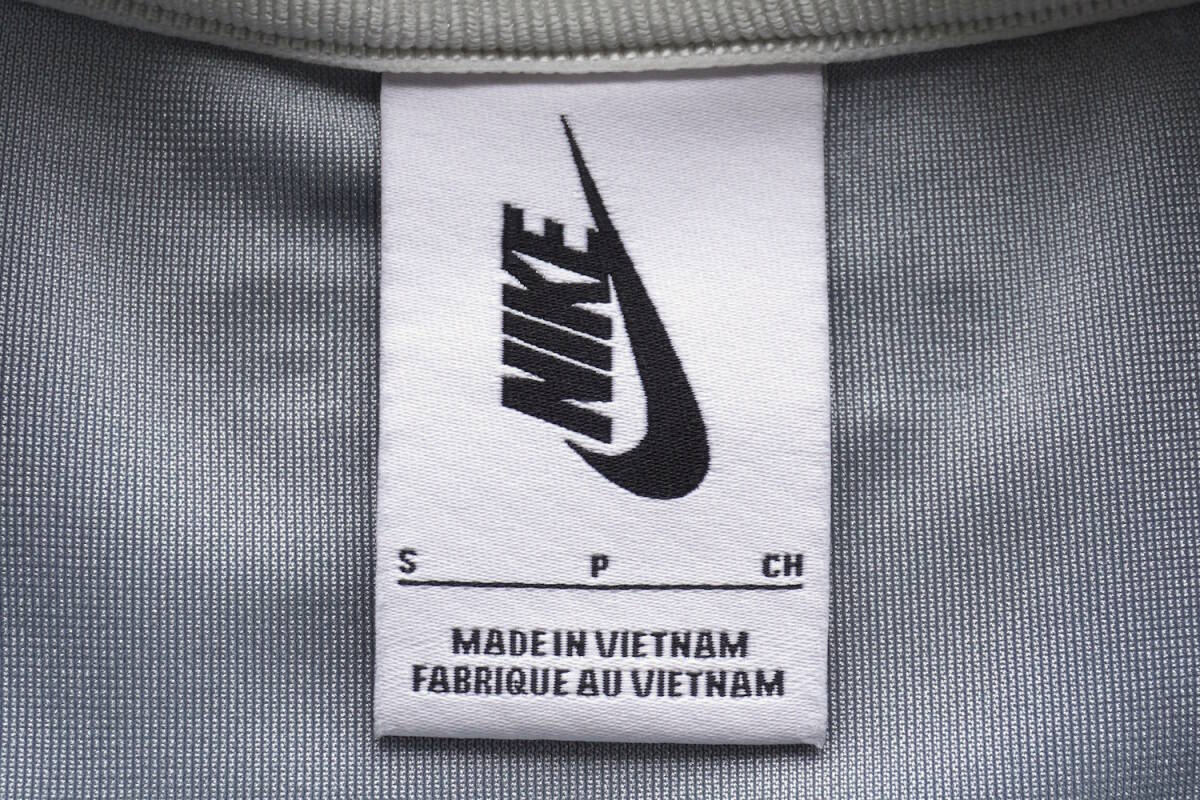 NIKE
S P CH
MADE IN VIETNAM
FABRIQUE AU VIETNAM